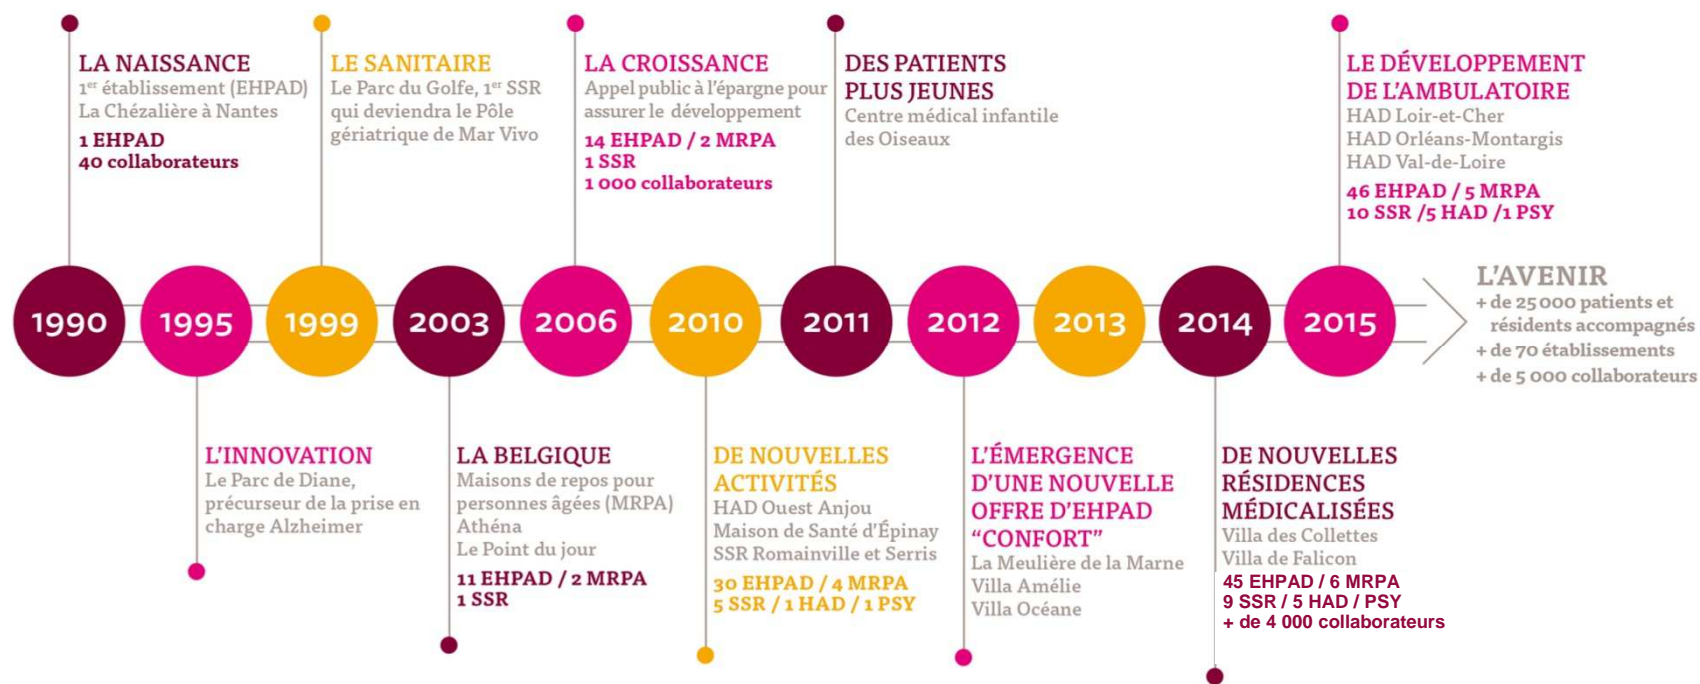 LA NAISSANCE
1er établissement (EHPAD)
La Chézalière à Nantes
1 EHPAD
40 collaborateurs
LE SANITAIRE
Le Parc du Golfe, 1er SSR
qui deviendra le Pôle
gériatrique de Mar Vivo
LA CROISSANCE
Appel public à l'épargne pour
assurer le développement
14 EHPAD / 2 MRPA
1 SSR
1 000 collaborateurs
DES PATIENTS
PLUS JEUNES
Centre médical infantile
des Oiseaux
LE DÉVELOPPEMENT
DE L'AMBULATOIRE
HAD Loir-et-Cher
HAD Orléans-Montargis
HAD Val-de-Loire
46 EHPAD / 5 MRPA
10 SSR /5 HAD /1 PSY
1990
1995
1999
2003
2006
2010
2011
2012
2013
2014
2015
L'AVENIR
+ de 25 000 patients et
résidents accompagnés
+ de 70 établissements
+ de 5 000 collaborateurs
L'INNOVATION
Le Parc de Diane,
précurseur de la prise en
charge Alzheimer
LA BELGIQUE
Maisons de repos pour
personnes âgées (MRPA)
Athéna
Le Point du jour
11 EHPAD / 2 MRPA
1 SSR
DE NOUVELLES
ACTIVITÉS
HAD Ouest Anjou
Maison de Santé d'Épinay
SSR Romainville et Serris
30 EHPAD / 4 MRPA
5 SSR / 1 HAD / 1 PSY
L'ÉMERGENCE
D'UNE NOUVELLE
OFFRE D'EHPAD
"CONFORT"
La Meulière de la Marne
Villa Amélie
Villa Océane
DE NOUVELLES
RÉSIDENCES
MÉDICALISÉES
Villa des Collettes
Villa de Falicon
45 EHPAD / 6 MRPA
9 SSR / 5 HAD / PSY
+ de 4 000 collaborateurs